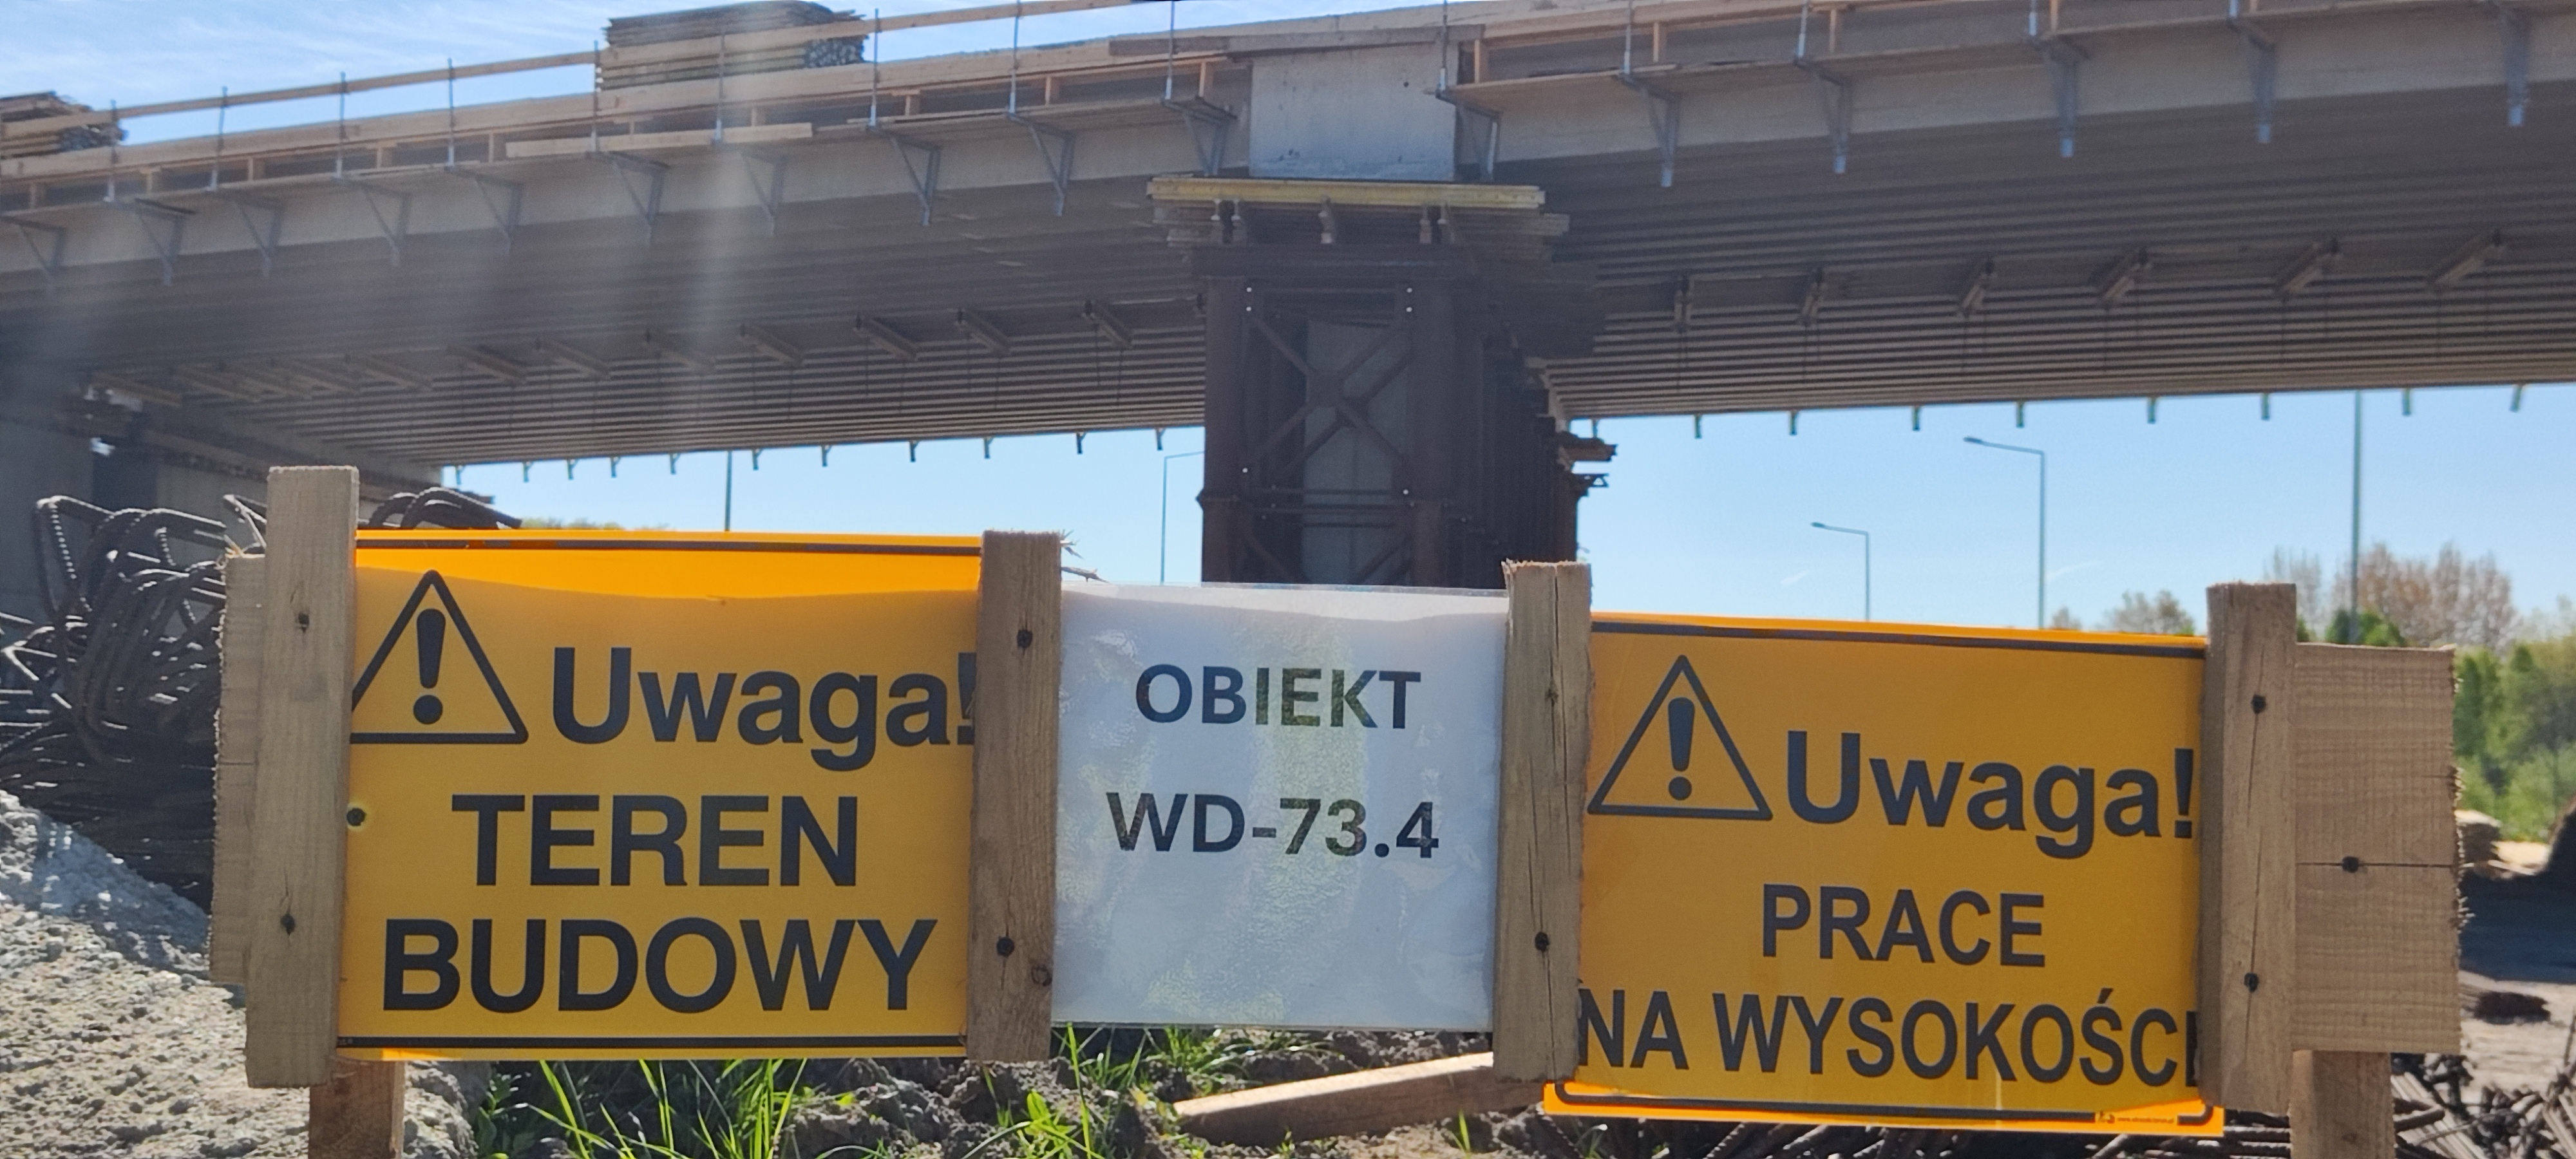 Uwaga!
TEREN
BUDOWY
OBIEKT
WD-73.4
Uwaga!
PRACE
NA WYSOKOŚCI